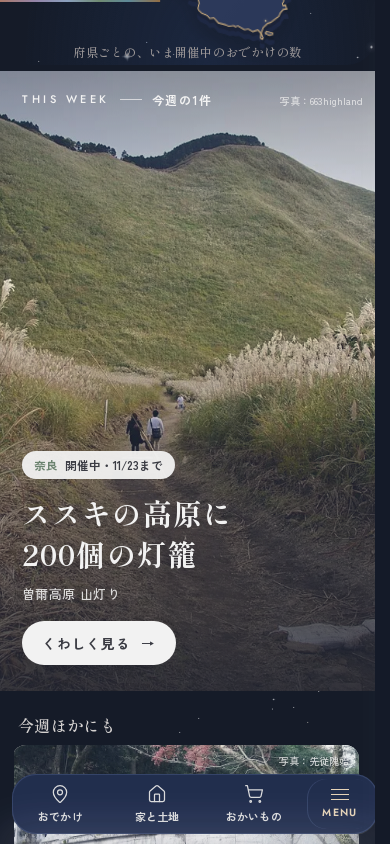 府県ごとの、いま開催中のおでかけの数
THIS WEEK — 今週の1件
写真：663highland
奈良 開催中・11/23まで
ススキの高原に
200個の灯籠
曽爾高原 山灯り
くわしく見る →
今週ほかにも
写真：先従隗始
おでかけ
家と土地
おかいもの
MENU